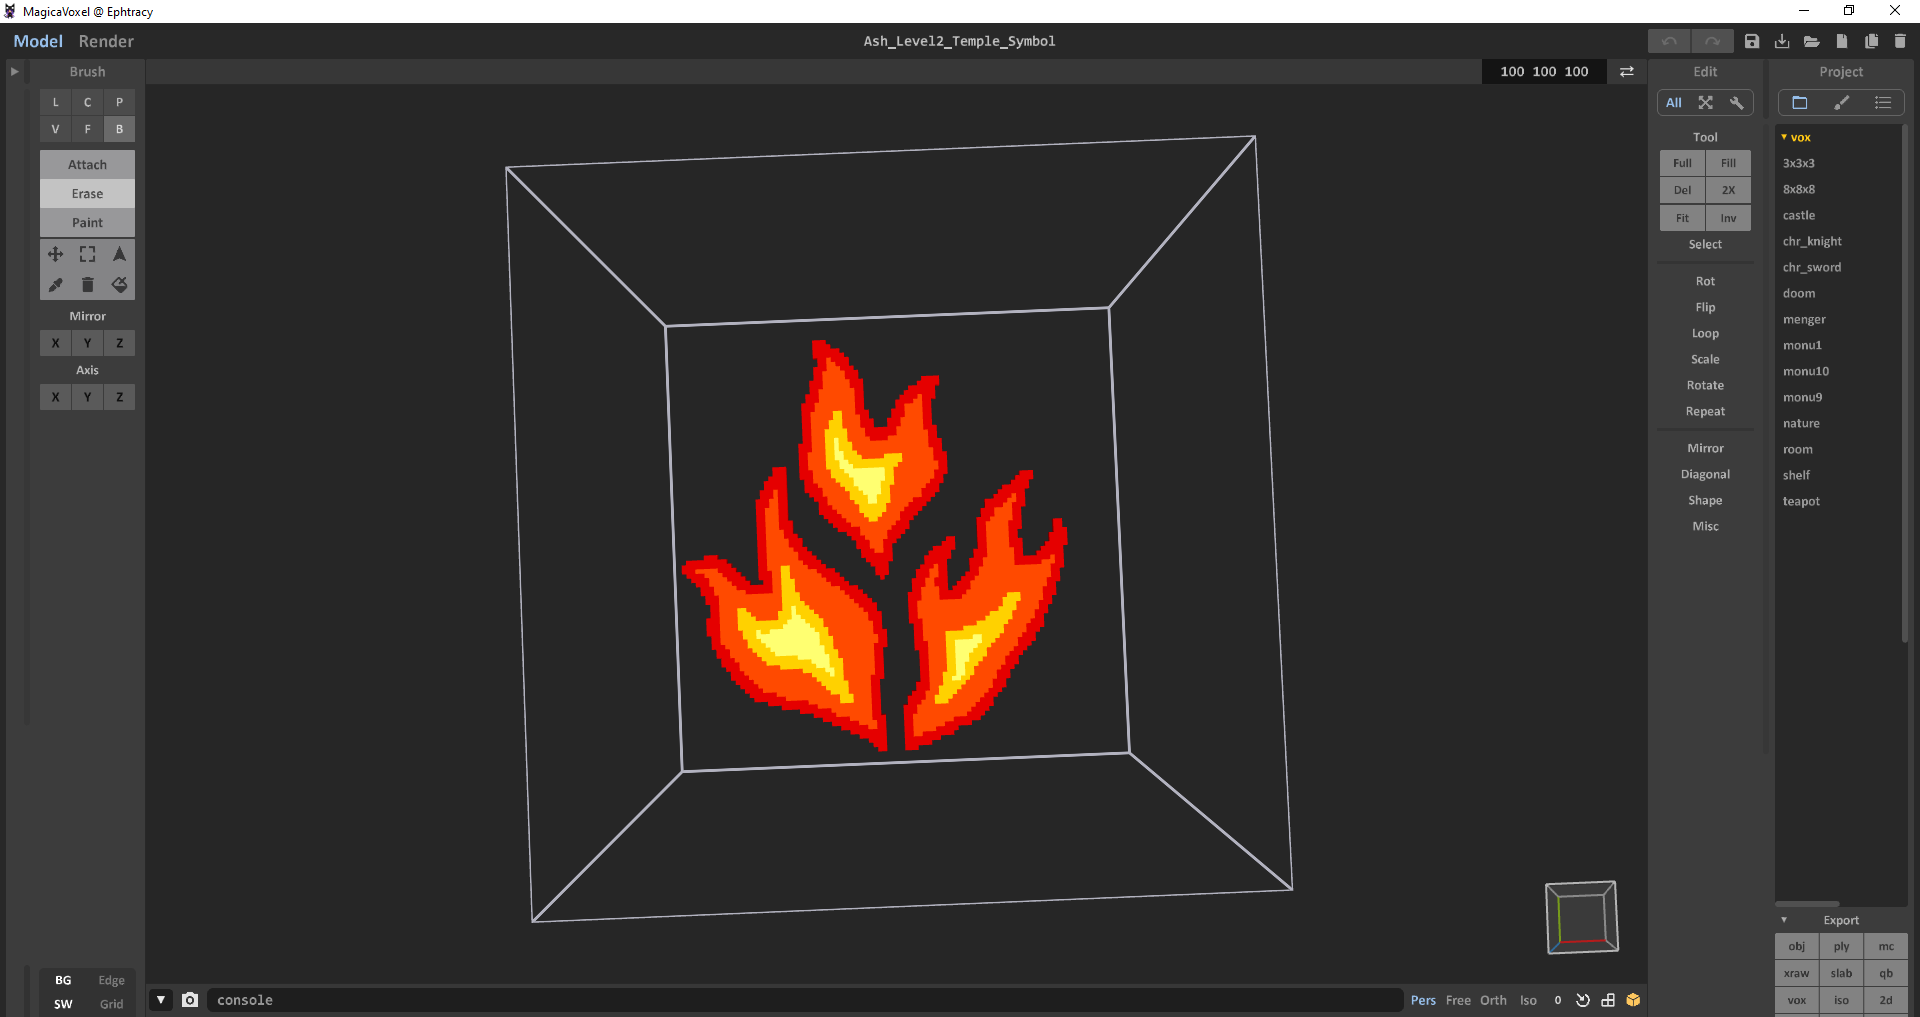 MagicaVoxel @ Ephtracy
Model Render
Ash_Level2_Temple_Symbol
Brush
L C P
V F B
Attach
Erase
Paint
Mirror
X Y Z
Axis
X Y Z
BG Edge
SW Grid
100 100 100
console
Pers Free Orth Iso 0
Edit
All
Tool
Full Fill
Del 2X
Fit Inv
Select
Rot
Flip
Loop
Scale
Rotate
Repeat
Mirror
Diagonal
Shape
Misc
Project
vox
3x3x3
8x8x8
castle
chr_knight
chr_sword
doom
menger
monu1
monu10
monu9
nature
room
shelf
teapot
Export
obj ply mc
xraw slab qb
vox iso 2d